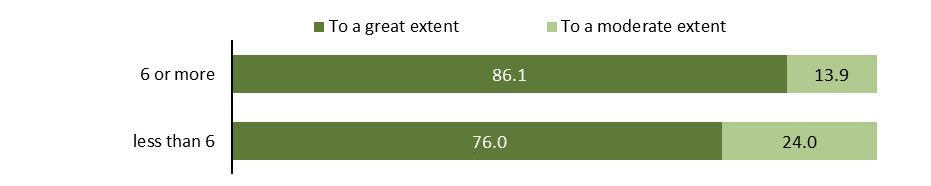 To a great extent To a moderate extent
6 or more 86.1 13.9
less than 6 76.0 24.0